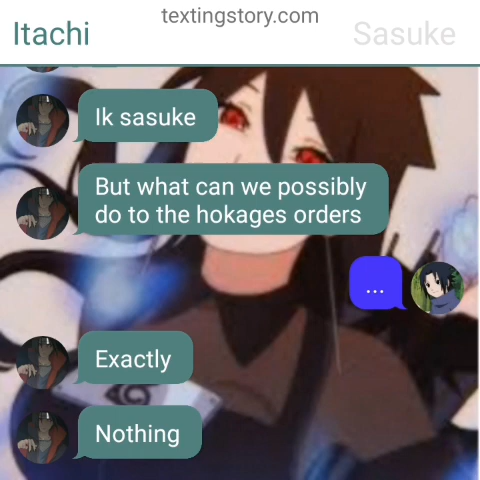 textingstory.com
Itachi
Sasuke
Ik sasuke
But what can we possibly
do to the hokages orders
...
Exactly
Nothing